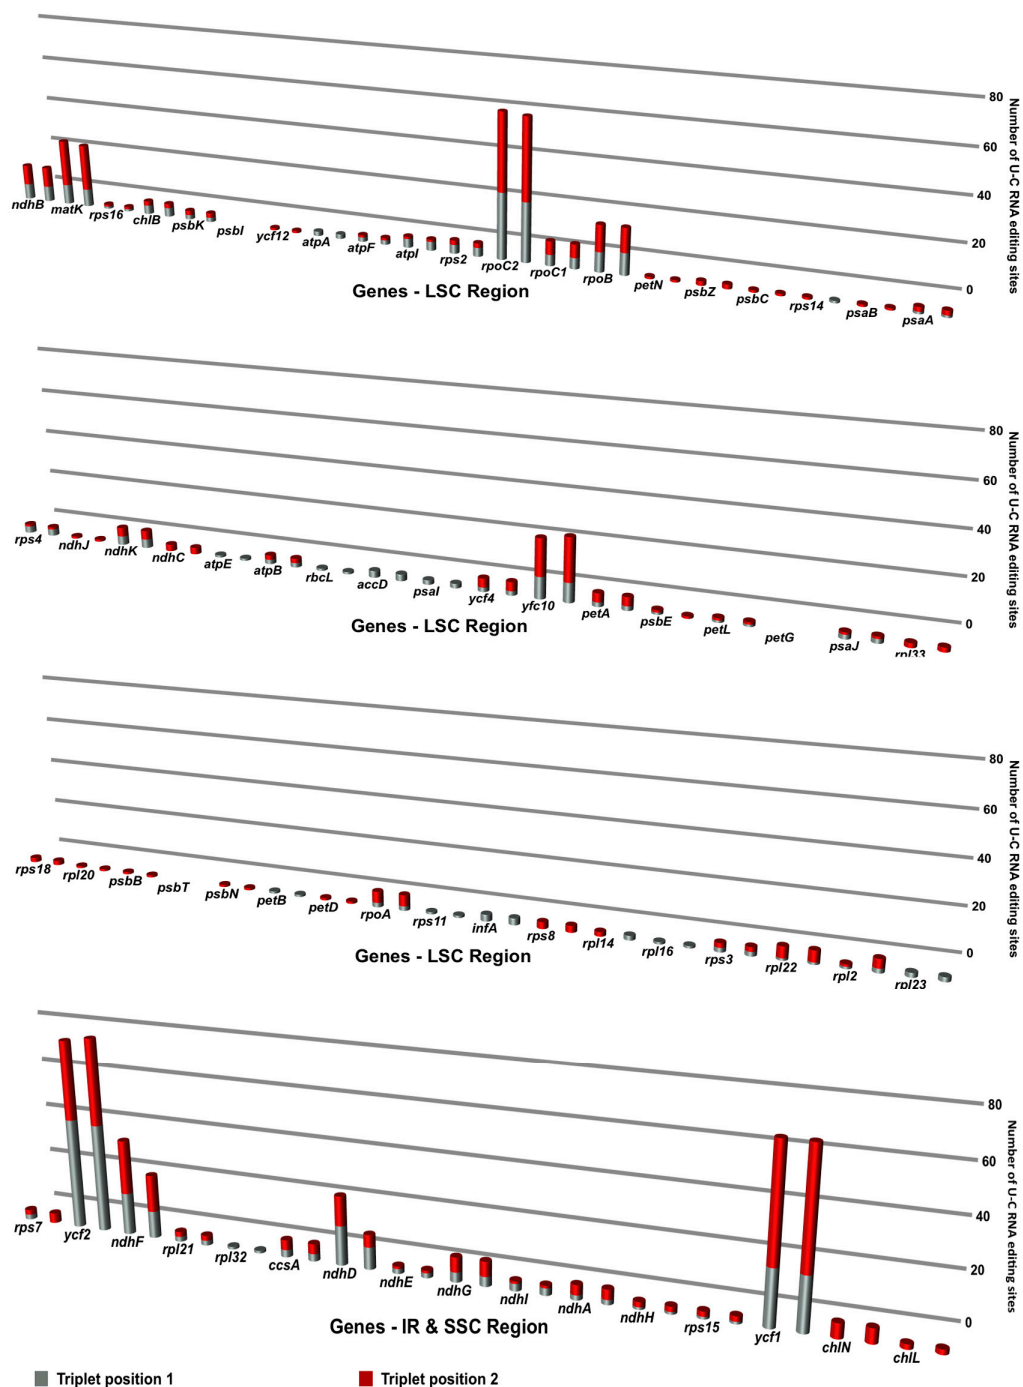 80
60
40
20
0
Number of U-C RNA editing sites
ndhB matK rps16 chlB psbK psbI ycf12 atpA atpF atpI rps2 rpoC2 rpoC1 rpoB petN psbZ psbC rps14 psaB psaA
Genes - LSC Region
80
60
40
20
0
Number of U-C RNA editing sites
rps4 ndhJ ndhK ndhC atpE atpB rbcL accD psaI ycf4 yfc10 petA psbE petL petG psaJ rpl33
Genes - LSC Region
80
60
40
20
0
Number of U-C RNA editing sites
rps18 rpl20 psbB psbT psbN petB petD rpoA rps11 infA rps8 rpl14 rpl16 rps3 rpl22 rpl2 rpl23
Genes - LSC Region
80
60
40
20
0
Number of U-C RNA editing sites
rps7 ycf2 ndhF rpl21 rpl32 ccsA ndhD ndhE ndhG ndhI ndhA ndhH rps15 ycf1 chlN chlL
Genes - IR & SSC Region
Triplet position 1 Triplet position 2